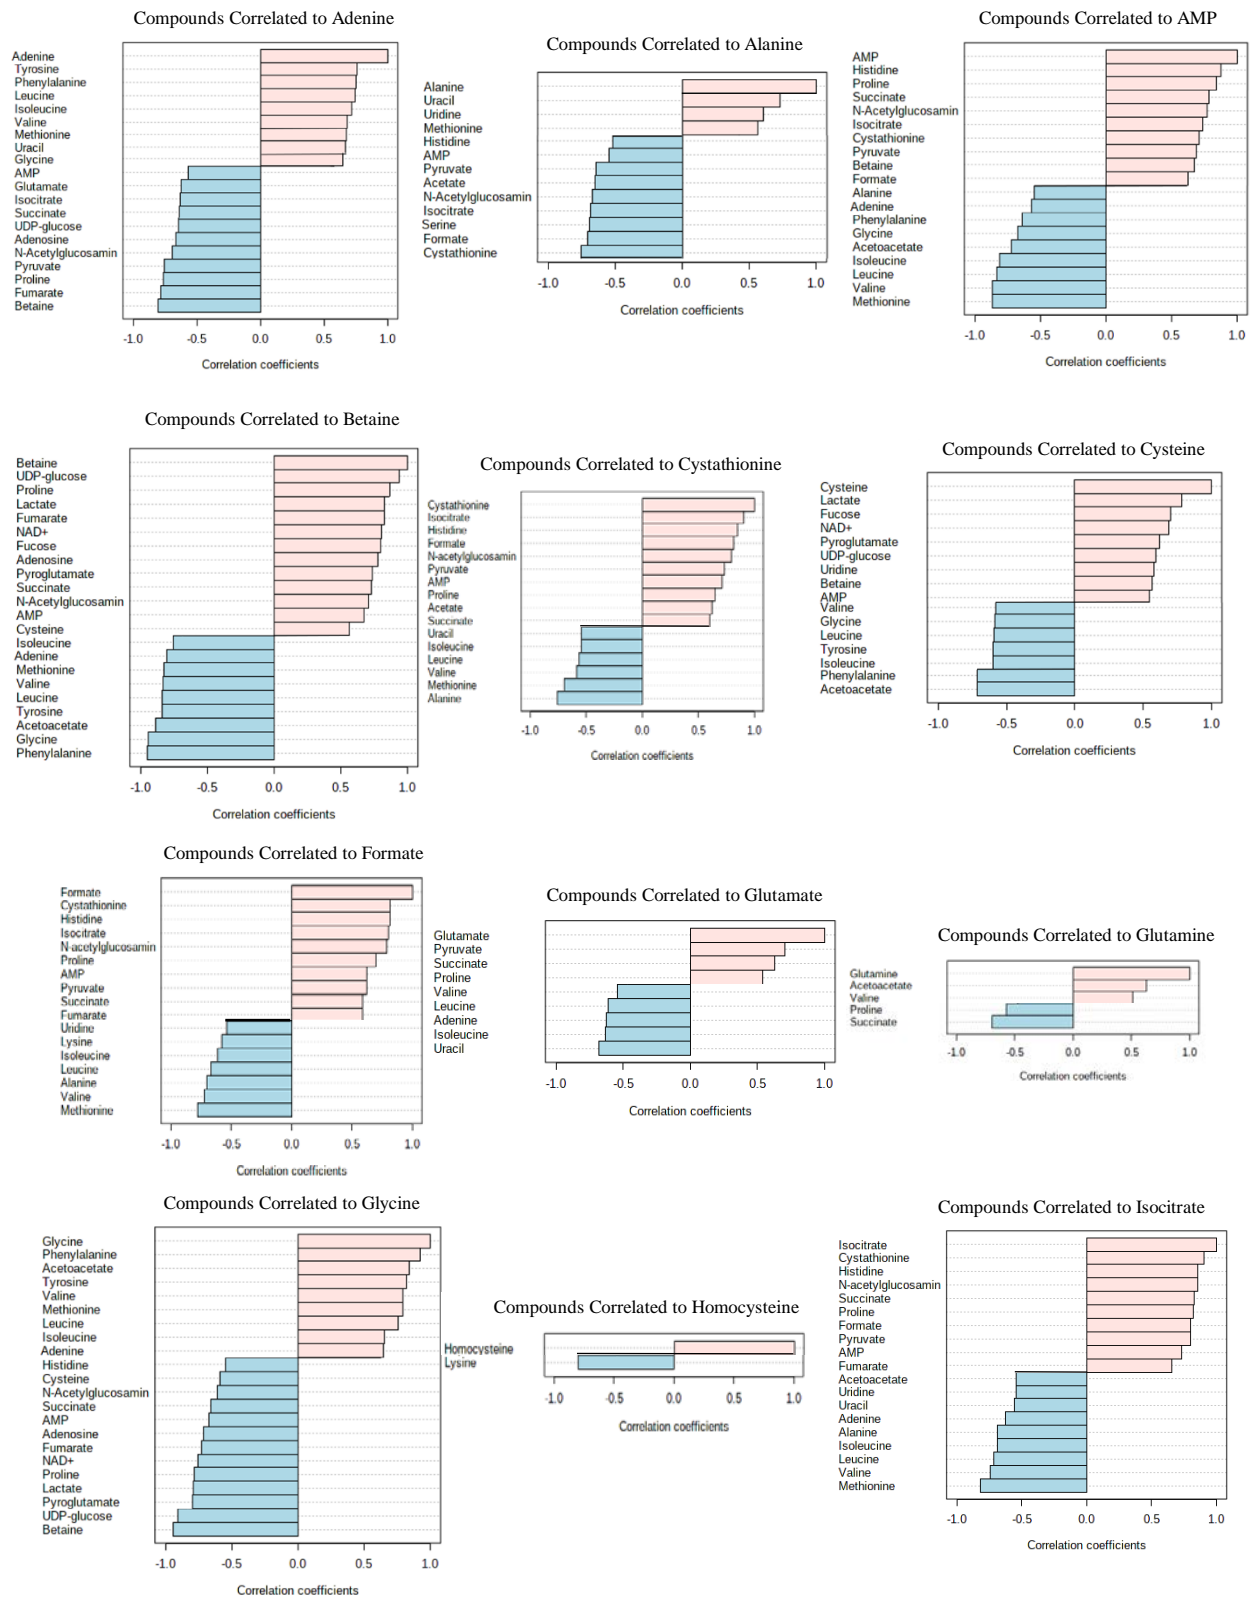 Compounds Correlated to Adenine
Adenine
Tyrosine
Phenylalanine
Leucine
Isoleucine
Valine
Methionine
Uracil
Glycine
AMP
Glutamate
Isocitrate
Succinate
UDP-glucose
Adenosine
N-Acetylglucosamin
Pyruvate
Proline
Fumarate
Betaine
-1.0 -0.5 0.0 0.5 1.0
Correlation coefficients
Compounds Correlated to Alanine
Alanine
Uracil
Uridine
Methionine
Histidine
AMP
Pyruvate
Acetate
N-Acetylglucosamin
Isocitrate
Serine
Formate
Cystathionine
-1.0 -0.5 0.0 0.5 1.0
Correlation coefficients
Compounds Correlated to AMP
AMP
Histidine
Proline
Succinate
N-Acetylglucosamin
Isocitrate
Cystathionine
Pyruvate
Betaine
Formate
Alanine
Adenine
Phenylalanine
Glycine
Acetoacetate
Isoleucine
Leucine
Valine
Methionine
-1.0 -0.5 0.0 0.5 1.0
Correlation coefficients
Compounds Correlated to Betaine
Betaine
UDP-glucose
Proline
Lactate
Fumarate
NAD+
Fucose
Adenosine
Pyroglutamate
Succinate
N-Acetylglucosamin
AMP
Cysteine
Isoleucine
Adenine
Methionine
Valine
Leucine
Tyrosine
Acetoacetate
Glycine
Phenylalanine
-1.0 -0.5 0.0 0.5 1.0
Correlation coefficients
Compounds Correlated to Cystathionine
Cystathionine
Isocitrate
Histidine
Formate
N-acetylglucosamin
Pyruvate
AMP
Proline
Acetate
Succinate
Uracil
Isoleucine
Leucine
Valine
Methionine
Alanine
-1.0 -0.5 0.0 0.5 1.0
Correlation coefficients
Compounds Correlated to Cysteine
Cysteine
Lactate
Fucose
NAD+
Pyroglutamate
UDP-glucose
Uridine
Betaine
AMP
Valine
Glycine
Leucine
Tyrosine
Isoleucine
Phenylalanine
Acetoacetate
-1.0 -0.5 0.0 0.5 1.0
Correlation coefficients
Compounds Correlated to Formate
Formate
Cystathionine
Histidine
Isocitrate
N-acetylglucosamin
Proline
AMP
Pyruvate
Succinate
Fumarate
Uridine
Lysine
Isoleucine
Leucine
Alanine
Valine
Methionine
-1.0 -0.5 0.0 0.5 1.0
Correlation coefficients
Compounds Correlated to Glutamate
Glutamate
Pyruvate
Succinate
Proline
Valine
Leucine
Adenine
Isoleucine
Uracil
-1.0 -0.5 0.0 0.5 1.0
Correlation coefficients
Compounds Correlated to Glutamine
Glutamine
Acetoacetate
Valine
Proline
Succinate
-1.0 -0.5 0.0 0.5 1.0
Correlation coefficients
Compounds Correlated to Glycine
Glycine
Phenylalanine
Acetoacetate
Tyrosine
Valine
Methionine
Leucine
Isoleucine
Adenine
Histidine
Cysteine
N-Acetylglucosamin
Succinate
AMP
Adenosine
Fumarate
NAD+
Proline
Lactate
Pyroglutamate
UDP-glucose
Betaine
-1.0 -0.5 0.0 0.5 1.0
Correlation coefficients
Compounds Correlated to Homocysteine
Homocysteine
Lysine
-1.0 -0.5 0.0 0.5 1.0
Correlation coefficients
Compounds Correlated to Isocitrate
Isocitrate
Cystathionine
Histidine
N-acetylglucosamin
Succinate
Proline
Formate
Pyruvate
AMP
Fumarate
Acetoacetate
Uridine
Uracil
Adenine
Alanine
Isoleucine
Leucine
Valine
Methionine
-1.0 -0.5 0.0 0.5 1.0
Correlation coefficients